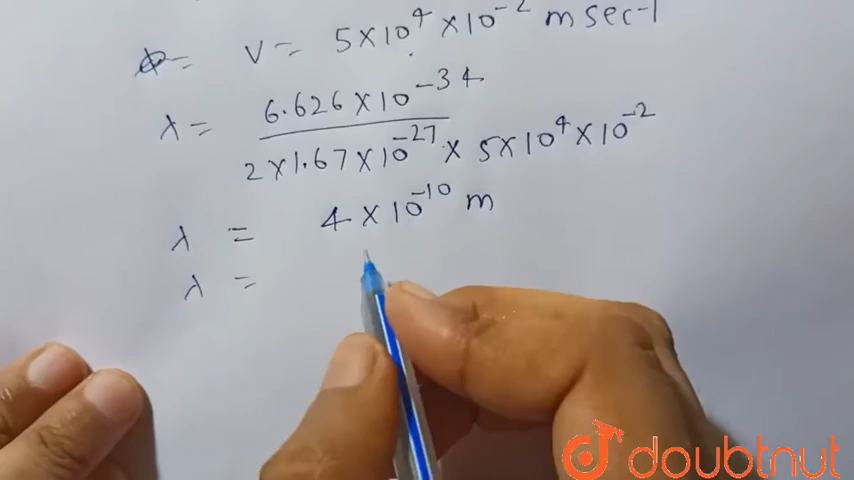 Φ= V= 5×10⁴×10⁻² m sec-1
λ= 6.626×10⁻³⁴
2×1.67×10⁻²⁷ × 5×10⁴×10⁻²
λ = 4×10⁻¹⁰ m
λ =
doubtnut